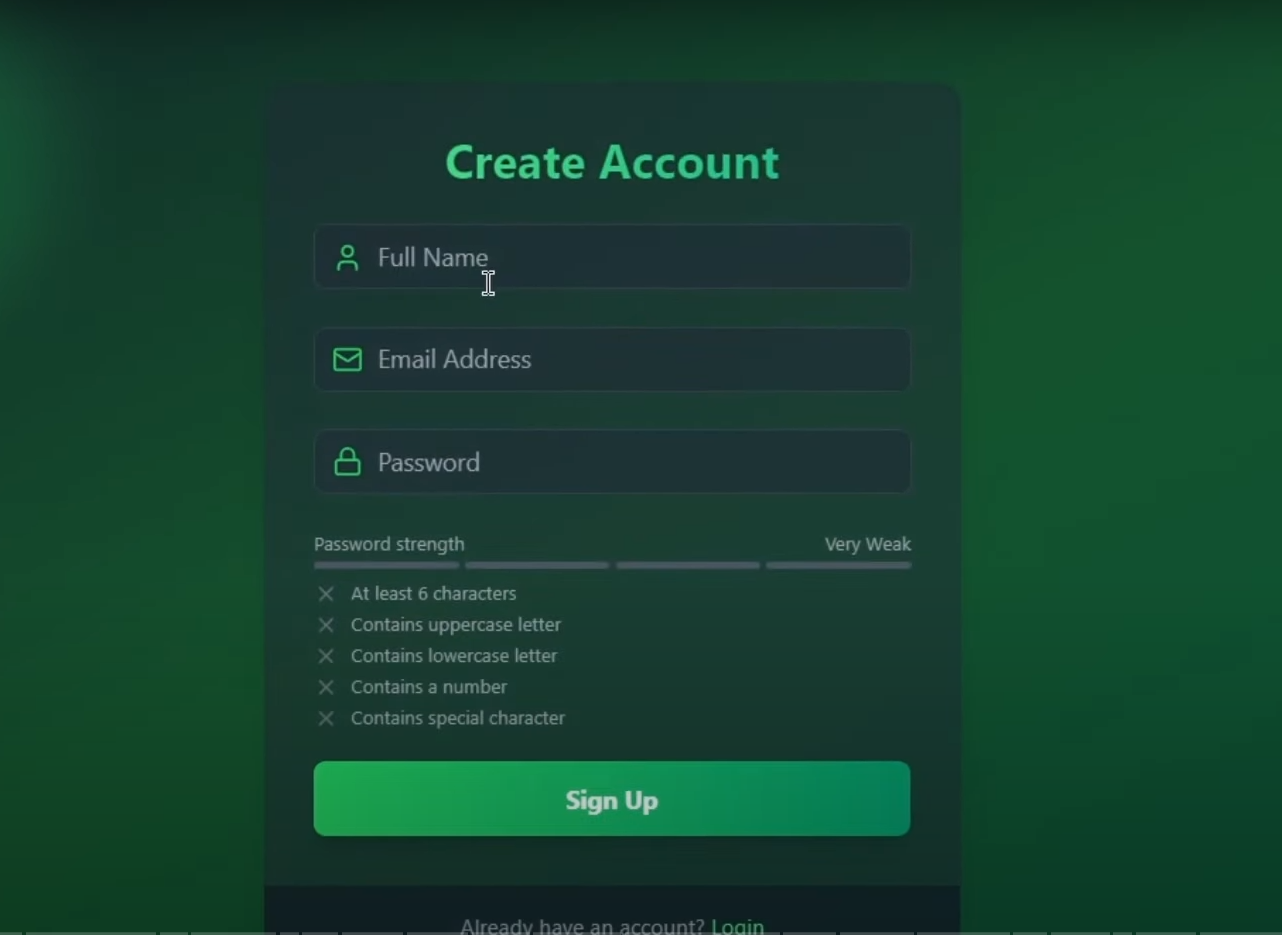 Create Account
Full Name
Email Address
Password
Password strength Very Weak
At least 6 characters
Contains uppercase letter
Contains lowercase letter
Contains a number
Contains special character
Sign Up
Already have an account? Login